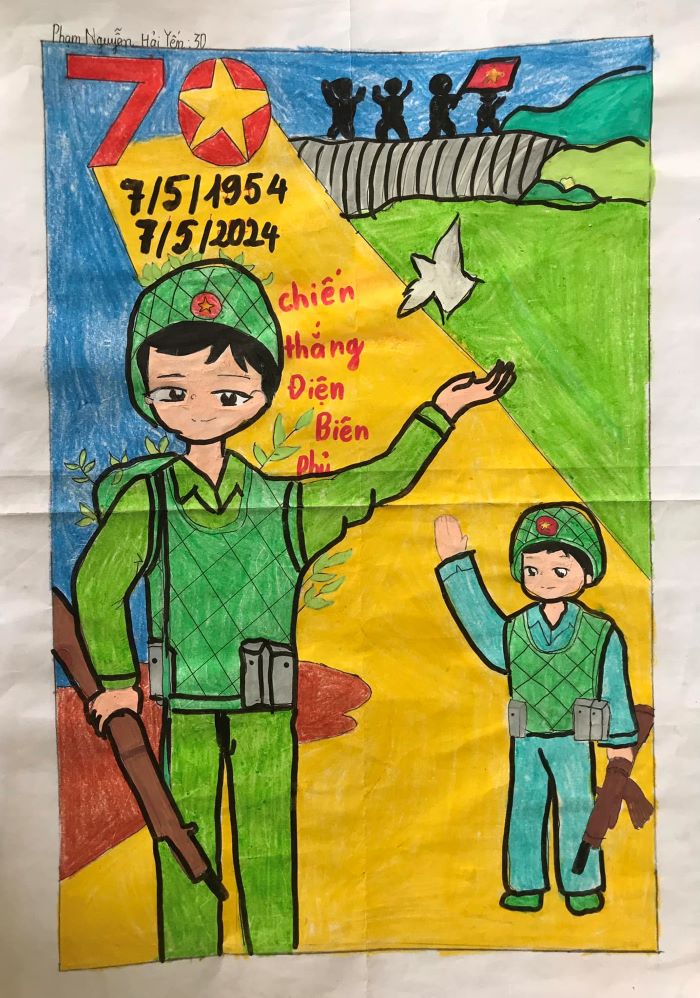 Phạm Nguyễn Hải Yến : 3D
70
7/5/1954
7/5/2024
chiến
thắng
Điện
Biên
phủ